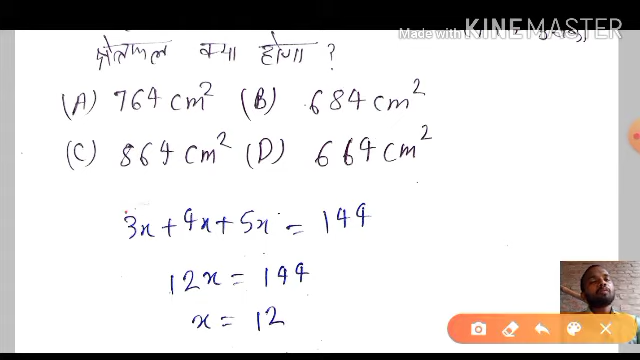 Made with KINEMASTER
क्षेत्रफल क्या होगा ?
(A) 764 cm² (B) 684 cm²
(C) 864 cm² (D) 664 cm²
3x + 4x + 5x = 144
12x = 144
x = 12